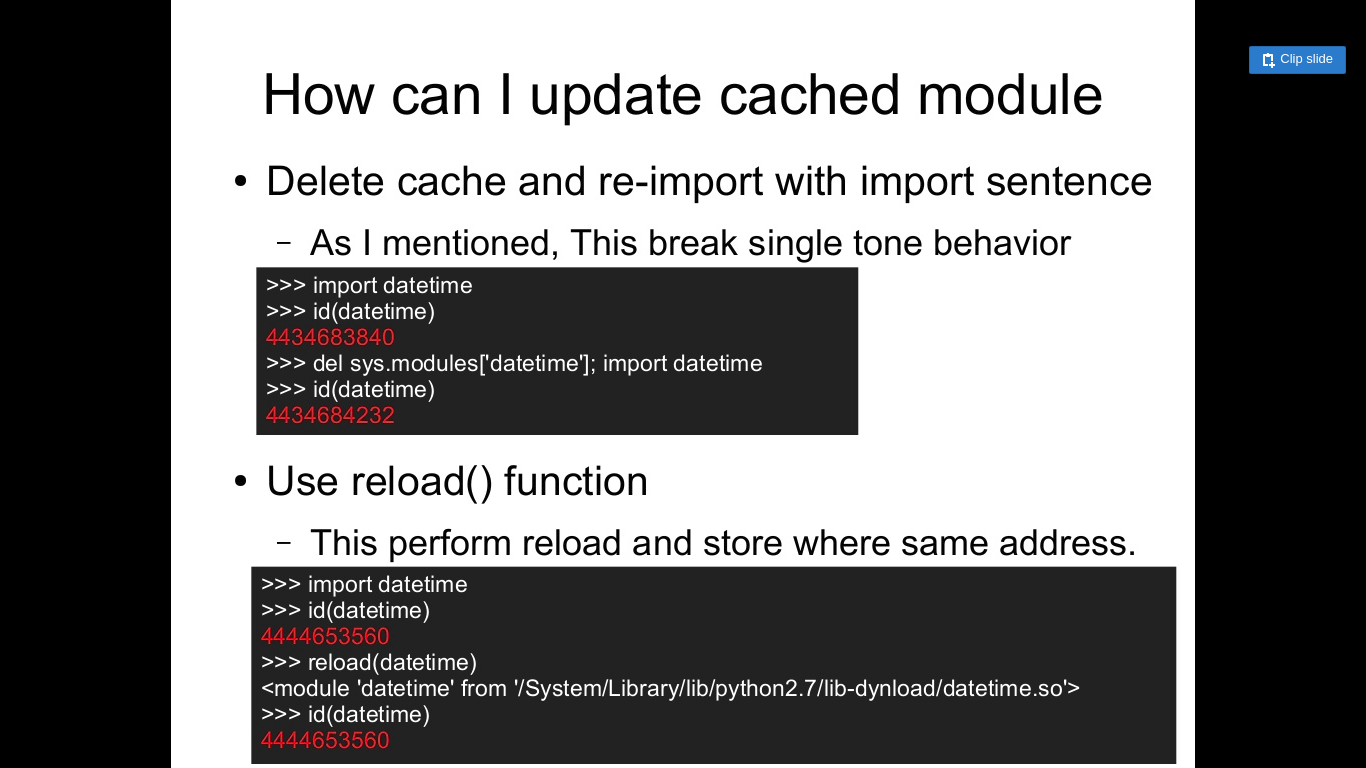 How can I update cached module
Clip slide
• Delete cache and re-import with import sentence
– As I mentioned, This break single tone behavior
>>> import datetime
>>> id(datetime)
4434683840
>>> del sys.modules['datetime']; import datetime
>>> id(datetime)
4434684232
• Use reload() function
– This perform reload and store where same address.
>>> import datetime
>>> id(datetime)
4444653560
>>> reload(datetime)
<module 'datetime' from '/System/Library/lib/python2.7/lib-dynload/datetime.so'>
>>> id(datetime)
4444653560